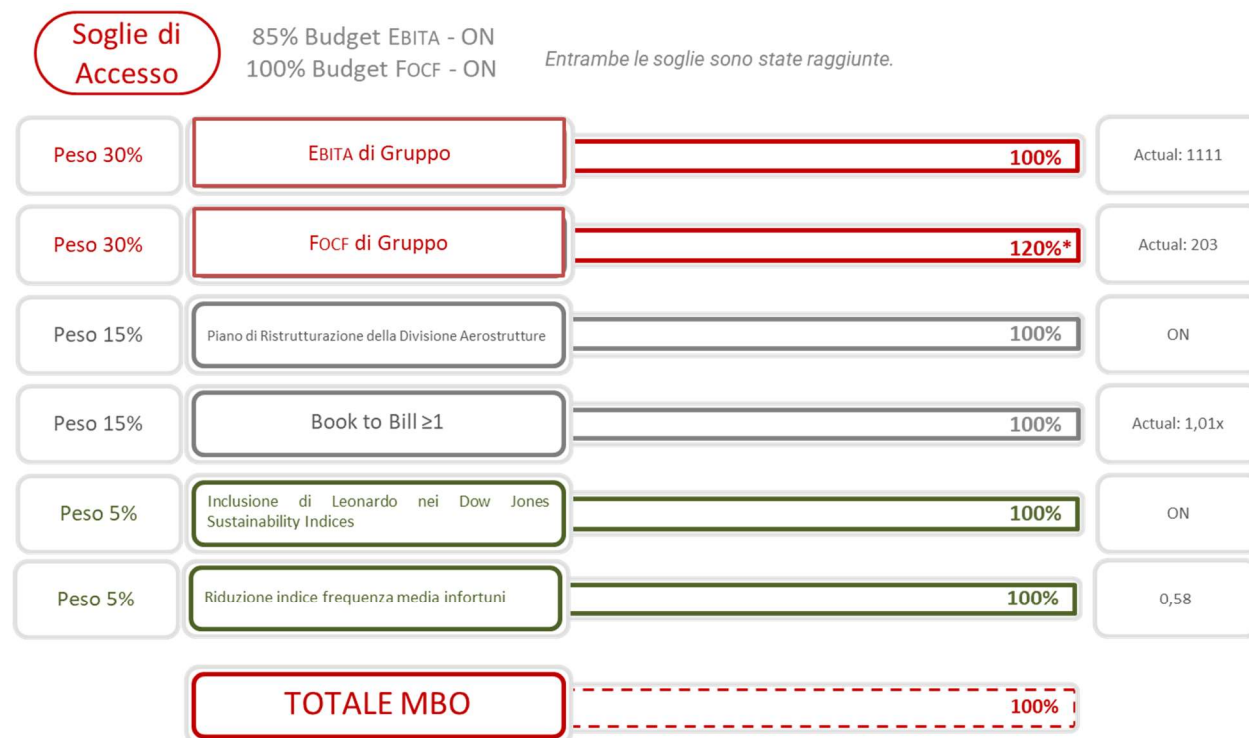 Soglie di
Accesso
85% Budget EBITA - ON
100% Budget FOCF - ON
Entrambe le soglie sono state raggiunte.
Peso 30%
EBITA di Gruppo
100%
Actual: 1111
Peso 30%
FOCF di Gruppo
120%*
Actual: 203
Peso 15%
Piano di Ristrutturazione della Divisione Aerostrutture
100%
ON
Peso 15%
Book to Bill ≥1
100%
Actual: 1,01x
Peso 5%
Inclusione di Leonardo nei Dow Jones
Sustainability Indices
100%
ON
Peso 5%
Riduzione indice frequenza media infortuni
100%
0,58
TOTALE MBO
100%